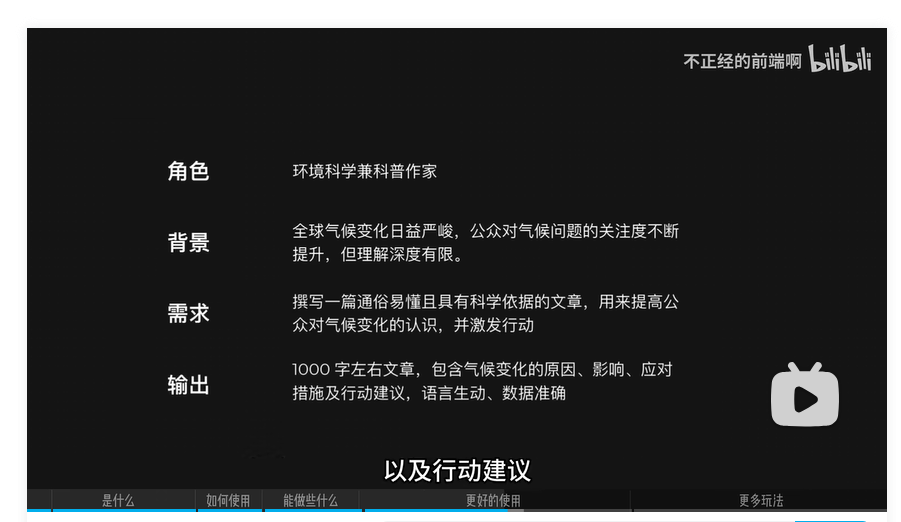 不正经的前端啊 bilibili
角色
环境科学兼科普作家
背景
全球气候变化日益严峻，公众对气候问题的关注度不断
提升，但理解深度有限。
需求
撰写一篇通俗易懂且具有科学依据的文章，用来提高公
众对气候变化的认识，并激发行动
输出
1000 字左右文章，包含气候变化的原因、影响、应对
措施及行动建议，语言生动、数据准确
以及行动建议
是什么 如何使用 能做些什么 更好的使用 更多玩法